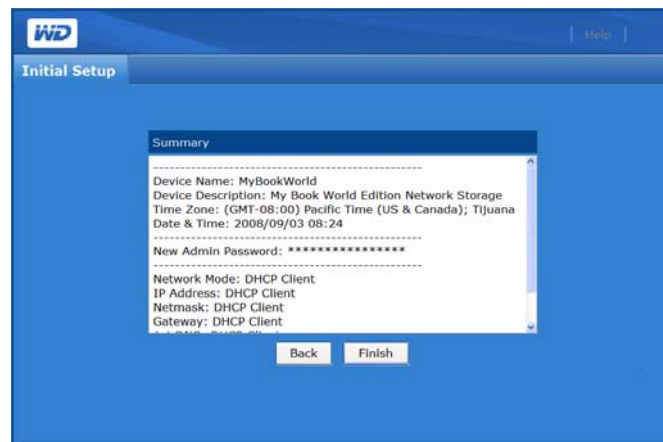 WD
Help
Initial Setup
Summary
------------------------------------------------
Device Name: MyBookWorld
Device Description: My Book World Edition Network Storage
Time Zone: (GMT-08:00) Pacific Time (US & Canada); Tijuana
Date & Time: 2008/09/03 08:24
------------------------------------------------
New Admin Password: ****************
------------------------------------------------
Network Mode: DHCP Client
IP Address: DHCP Client
Netmask: DHCP Client
Gateway: DHCP Client
Back Finish